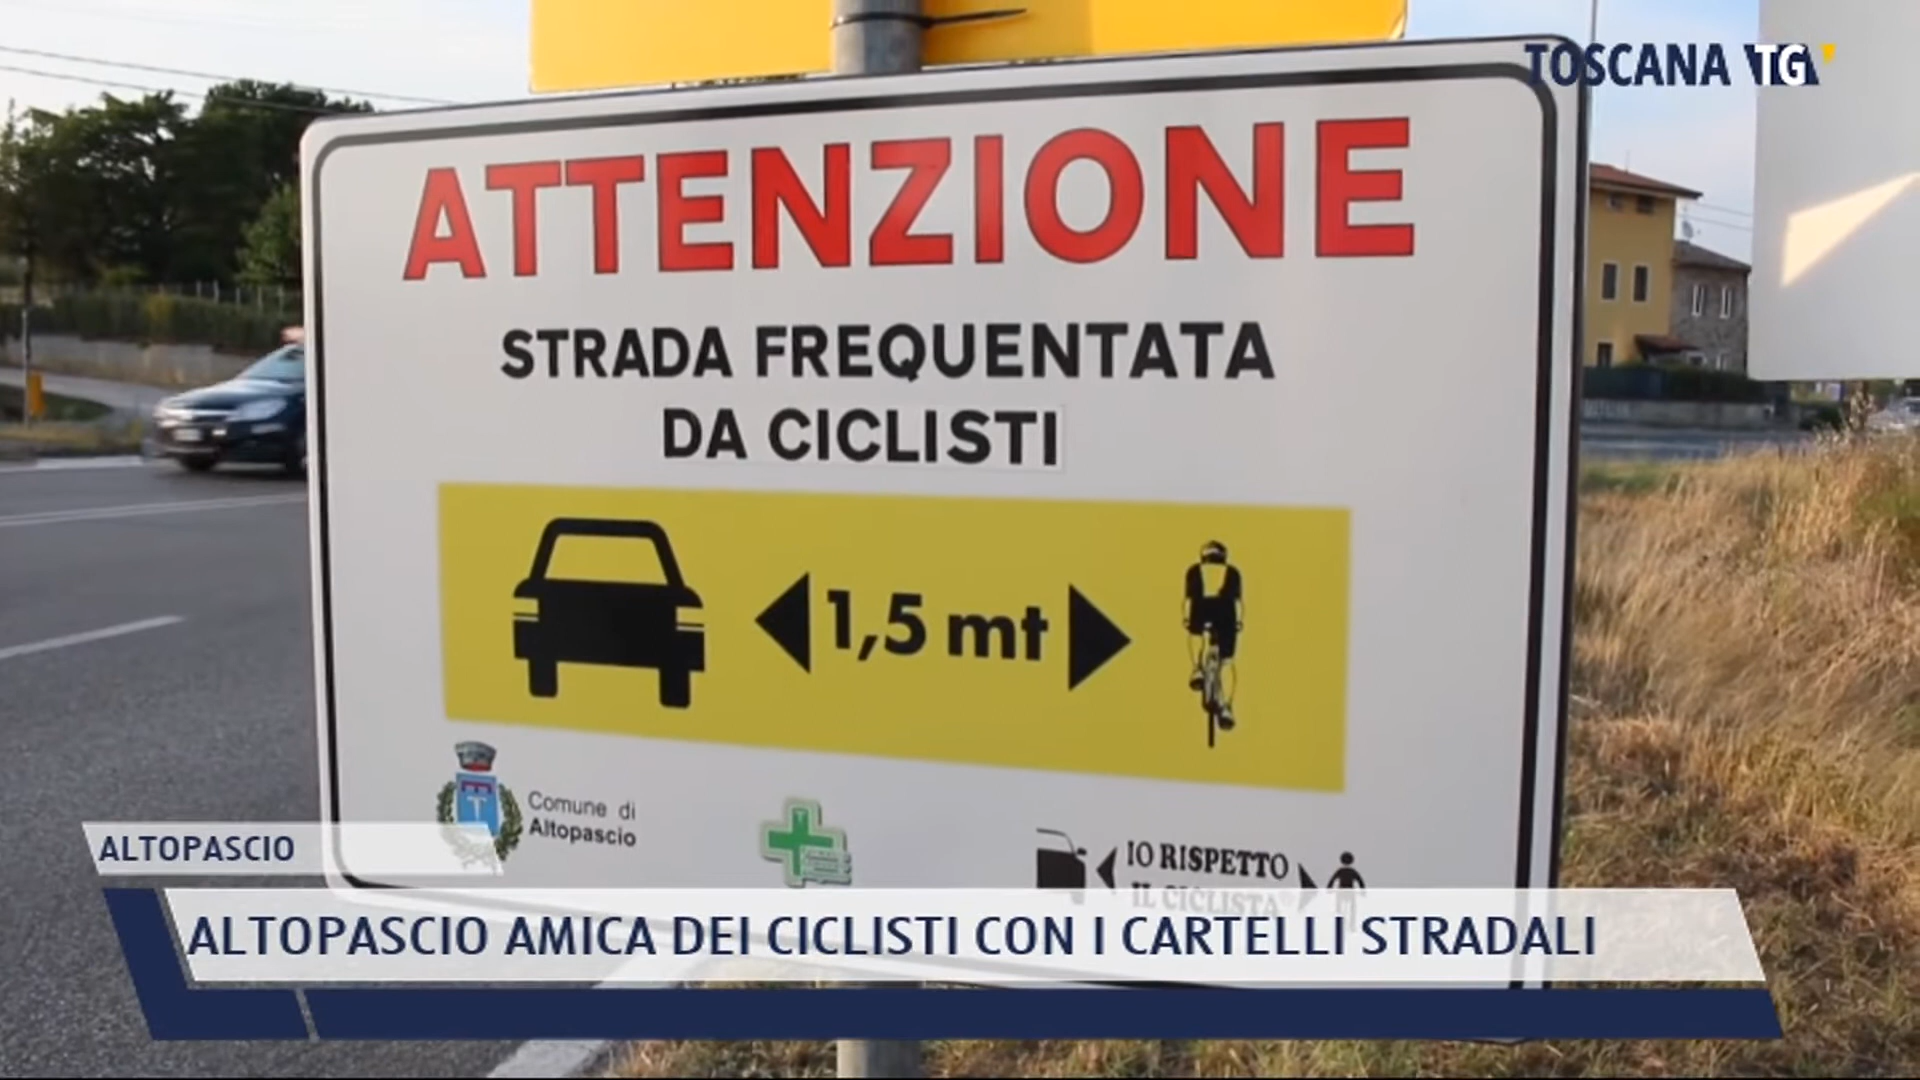 TOSCANA TG
ATTENZIONE
STRADA FREQUENTATA
DA CICLISTI
1,5 mt
Comune di
Altopascio
IO RISPETTO
IL CICLISTA
ALTOPASCIO
ALTOPASCIO AMICA DEI CICLISTI CON I CARTELLI STRADALI